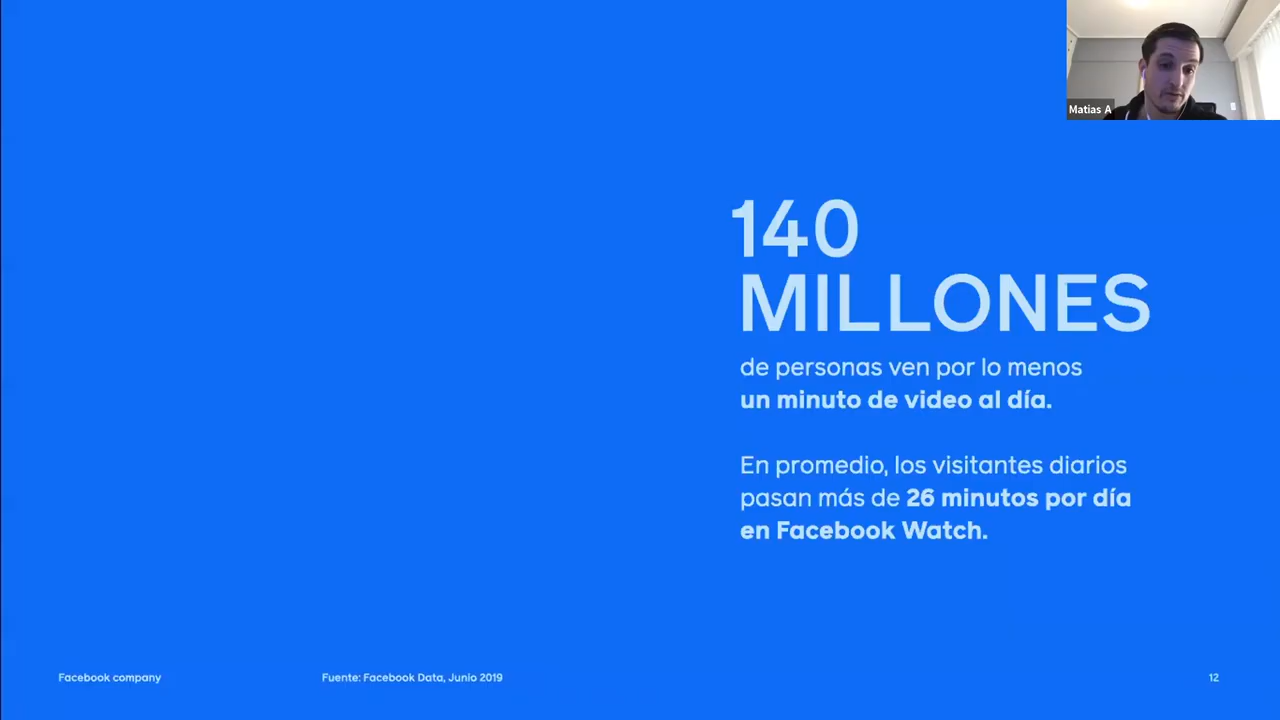 Matias A
140
MILLONES
de personas ven por lo menos
un minuto de video al día.
En promedio, los visitantes diarios
pasan más de 26 minutos por día
en Facebook Watch.
Facebook company
Fuente: Facebook Data, Junio 2019
12